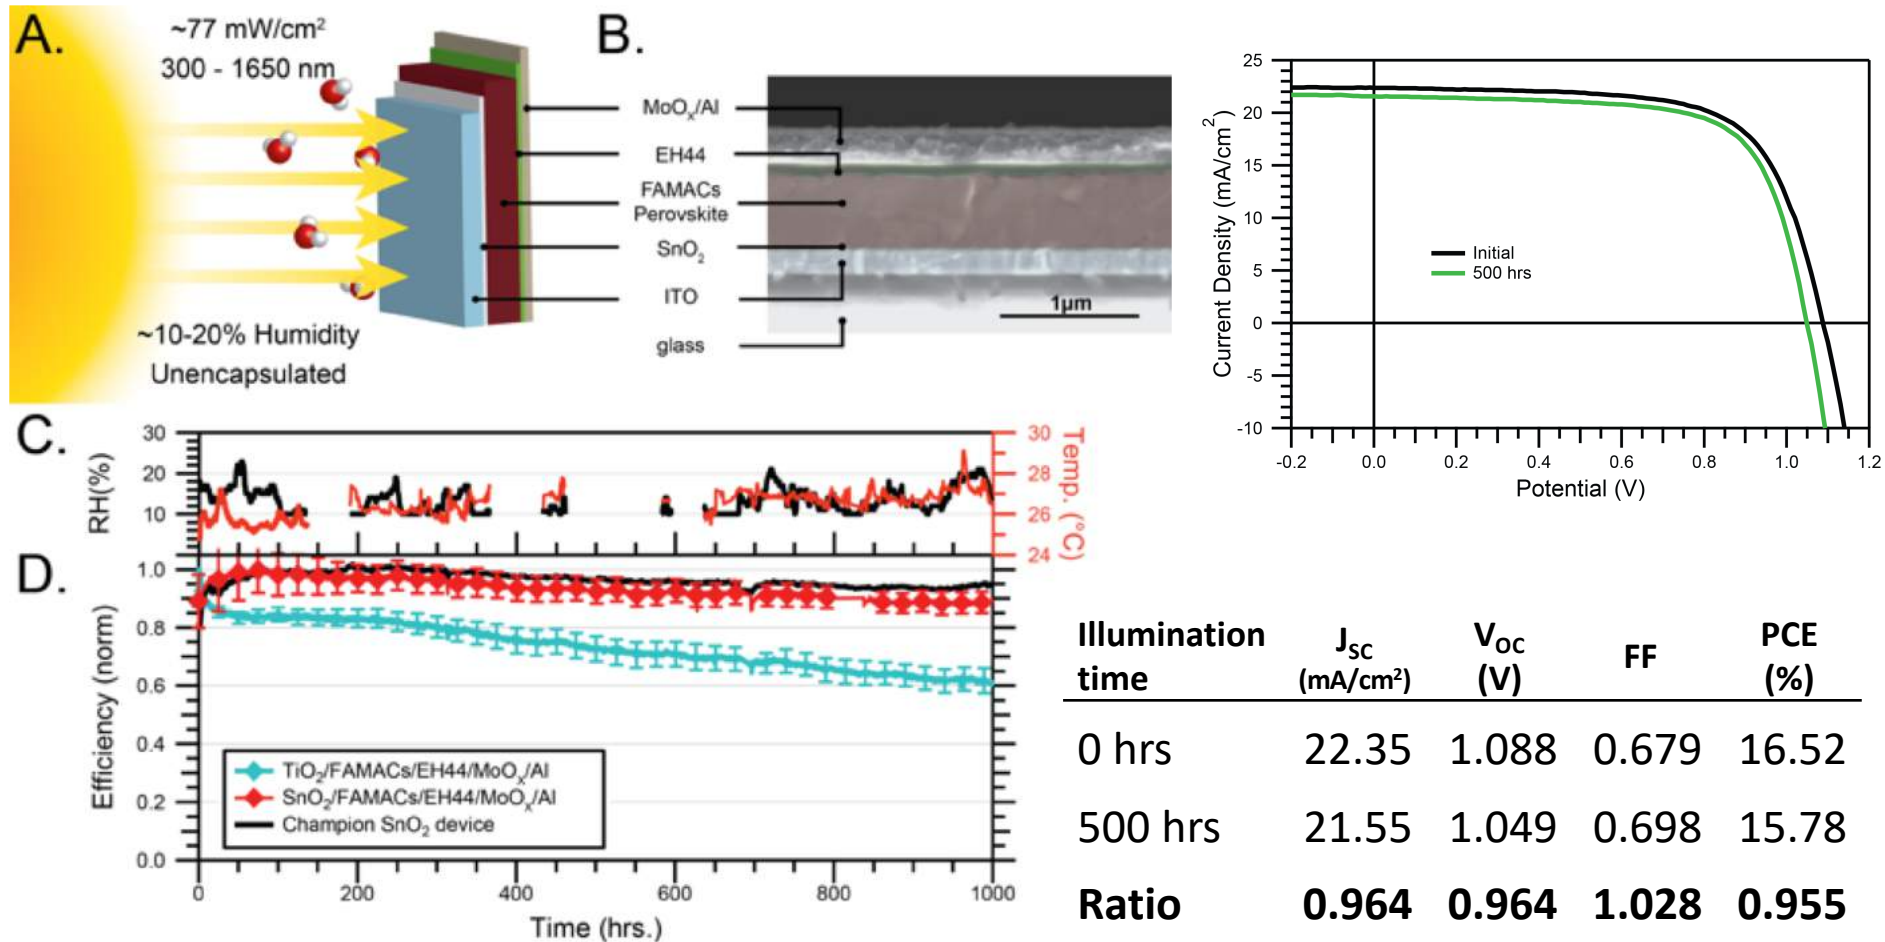 A.
~77 mW/cm²
300 - 1650 nm
~10-20% Humidity
Unencapsulated
B.
MoOₓ/Al
EH44
FAMACs
Perovskite
SnO₂
ITO
glass
1µm
25
20
15
10
5
0
-5
-10
Current Density (mA/cm²)
Initial
500 hrs
-0.2
0.0
0.2
0.4
0.6
0.8
1.0
1.2
Potential (V)
C.
30
20
10
RH(%)
30
28
26
24
Temp. (°C)
D.
1.0
0.8
0.6
0.4
0.2
0.0
Efficiency (norm)
TiO₂/FAMACs/EH44/MoOₓ/Al
SnO₂/FAMACs/EH44/MoOₓ/Al
Champion SnO₂ device
0
200
400
600
800
1000
Time (hrs.)
Illumination time J_SC (mA/cm²) V_OC (V) FF PCE (%)
0 hrs 22.35 1.088 0.679 16.52
500 hrs 21.55 1.049 0.698 15.78
Ratio 0.964 0.964 1.028 0.955